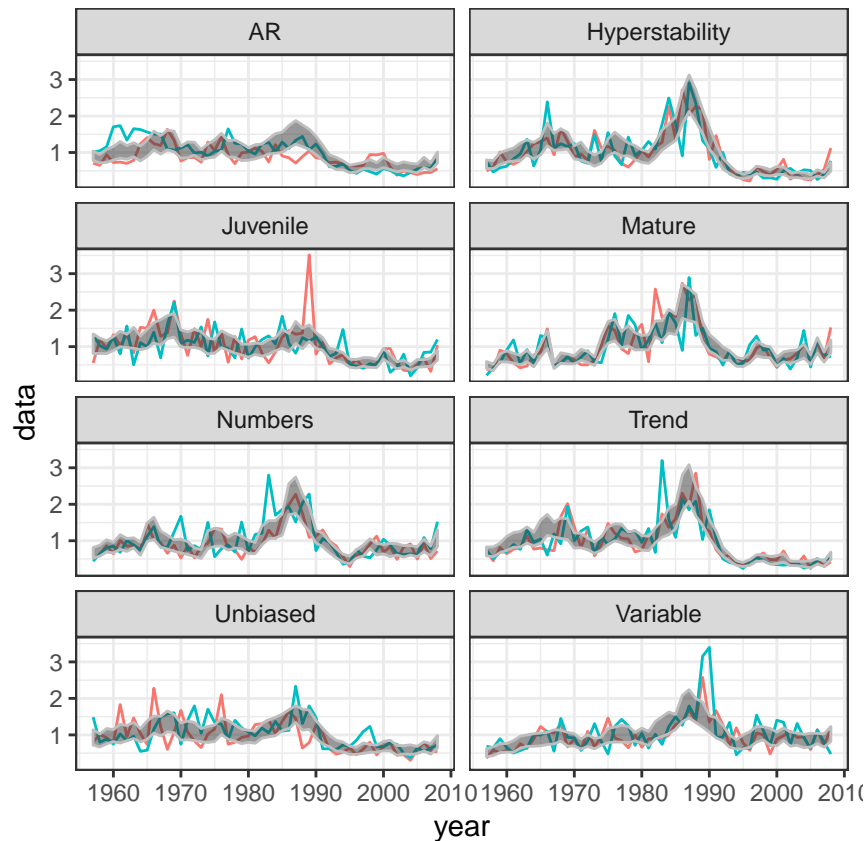 AR
Hyperstability
3
2
1
Juvenile
Mature
3
2
1
data
Numbers
Trend
3
2
1
Unbiased
Variable
3
2
1
1960 1970 1980 1990 2000 2010 1960 1970 1980 1990 2000 2010
year